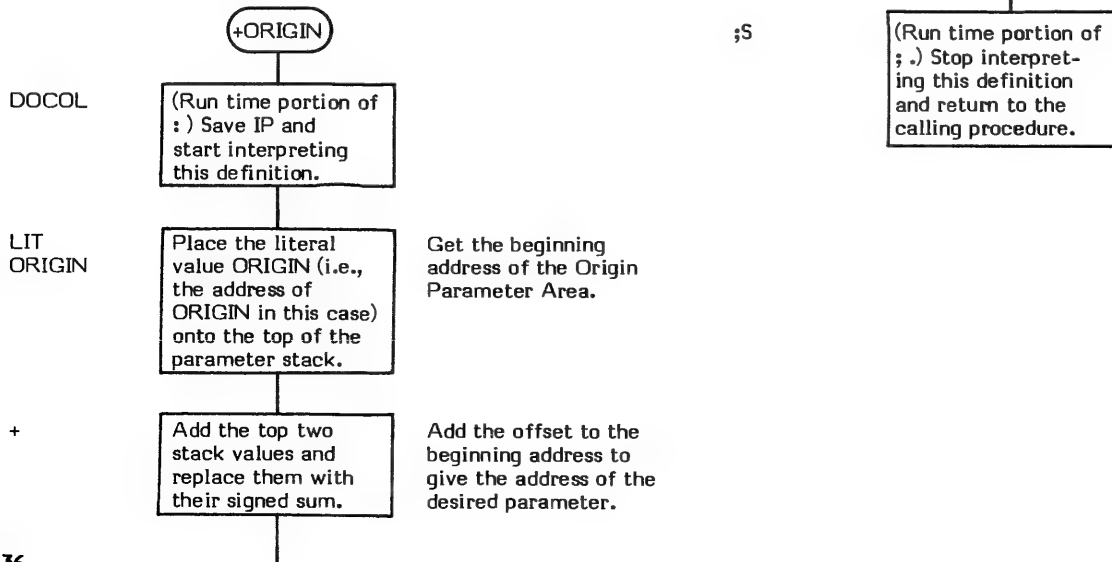 +ORIGIN
DOCOL
(Run time portion of
: ) Save IP and
start interpreting
this definition.
LIT
ORIGIN
Place the literal
value ORIGIN (i.e.,
the address of
ORIGIN in this case)
onto the top of the
parameter stack.
Get the beginning
address of the Origin
Parameter Area.
+
Add the top two
stack values and
replace them with
their signed sum.
Add the offset to the
beginning address to
give the address of the
desired parameter.
;S
(Run time portion of
; .) Stop interpret-
ing this definition
and return to the
calling procedure.